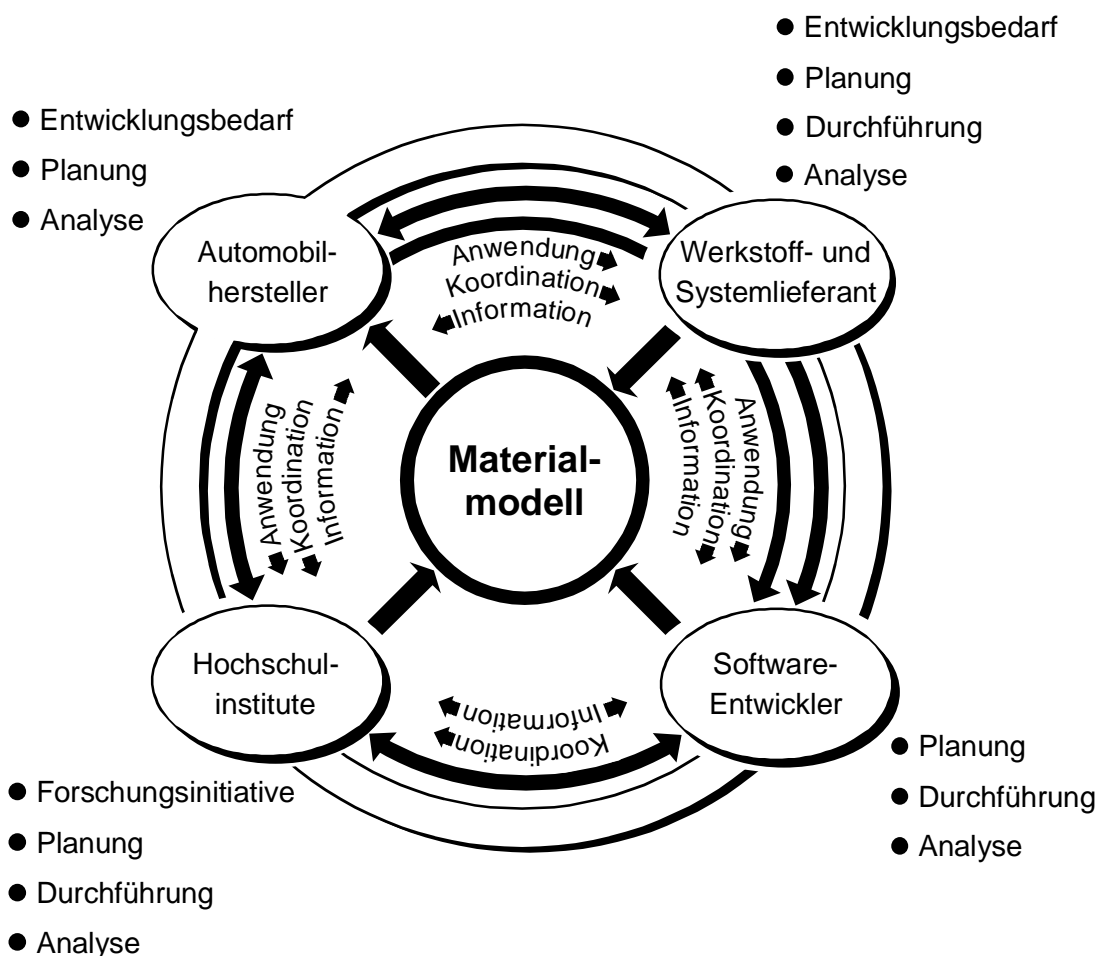 ● Entwicklungsbedarf
● Planung
● Durchführung
● Analyse
● Entwicklungsbedarf
● Planung
● Analyse
Automobil-
hersteller
Werkstoff- und
Systemlieferant
Anwendung
Koordination
Information
Anwendung
Koordination
Information
Material-
modell
Anwendung
Koordination
Information
Hochschul-
institute
Software-
Entwickler
Information
Koordination
● Planung
● Durchführung
● Analyse
● Forschungsinitiative
● Planung
● Durchführung
● Analyse